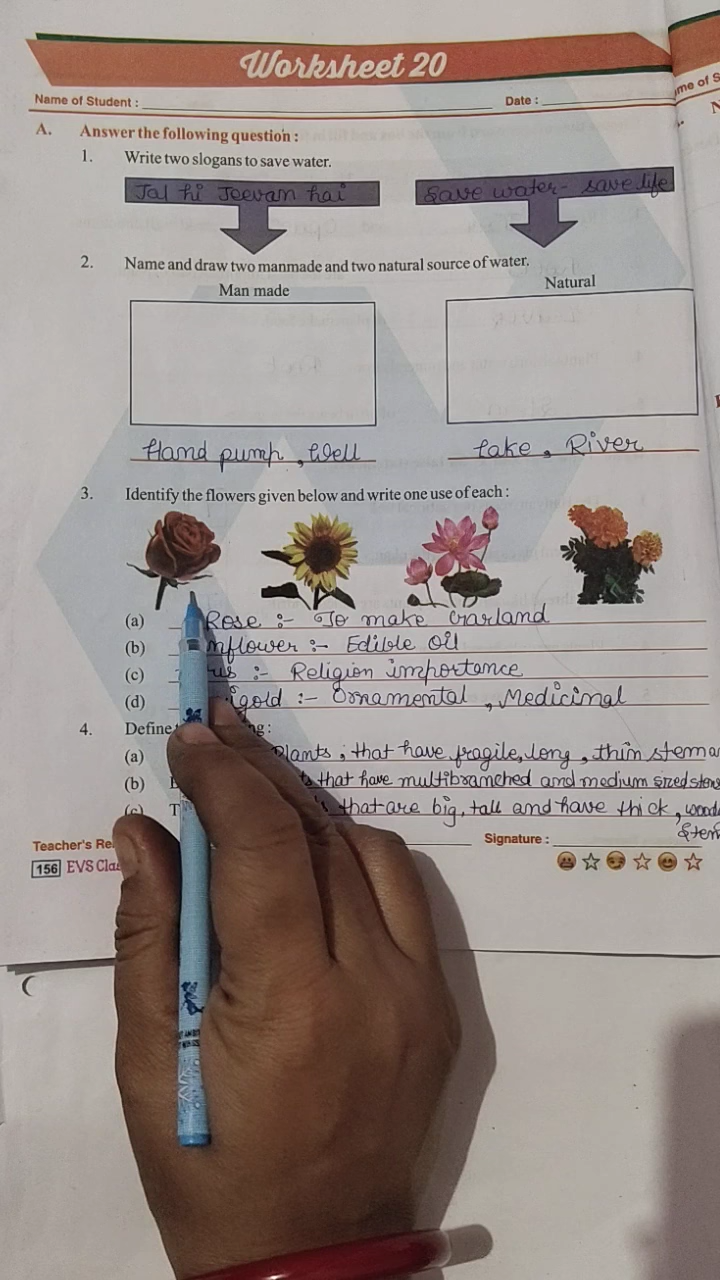 Worksheet 20
Name of Student :
Date :
A. Answer the following question :
1. Write two slogans to save water.
Jal hi Jeevan hai
Save water- save life
2. Name and draw two manmade and two natural source of water.
Man made
Natural
Hand pump, Well
Lake, River
3. Identify the flowers given below and write one use of each :
(a) Rose :- To make Garland
(b) nflower :- Edible Oil
(c) us :- Religion importance
(d) igold :- Ornamental, Medicinal
4. Define ng :
(a) Plants, that have fragile, long, thin stem a
(b) that have multibranched and medium sized stem
(c) T that are big, tall and have thick, wood
Stem
Teacher's Re
Signature :
156 EVS Clas
me of S